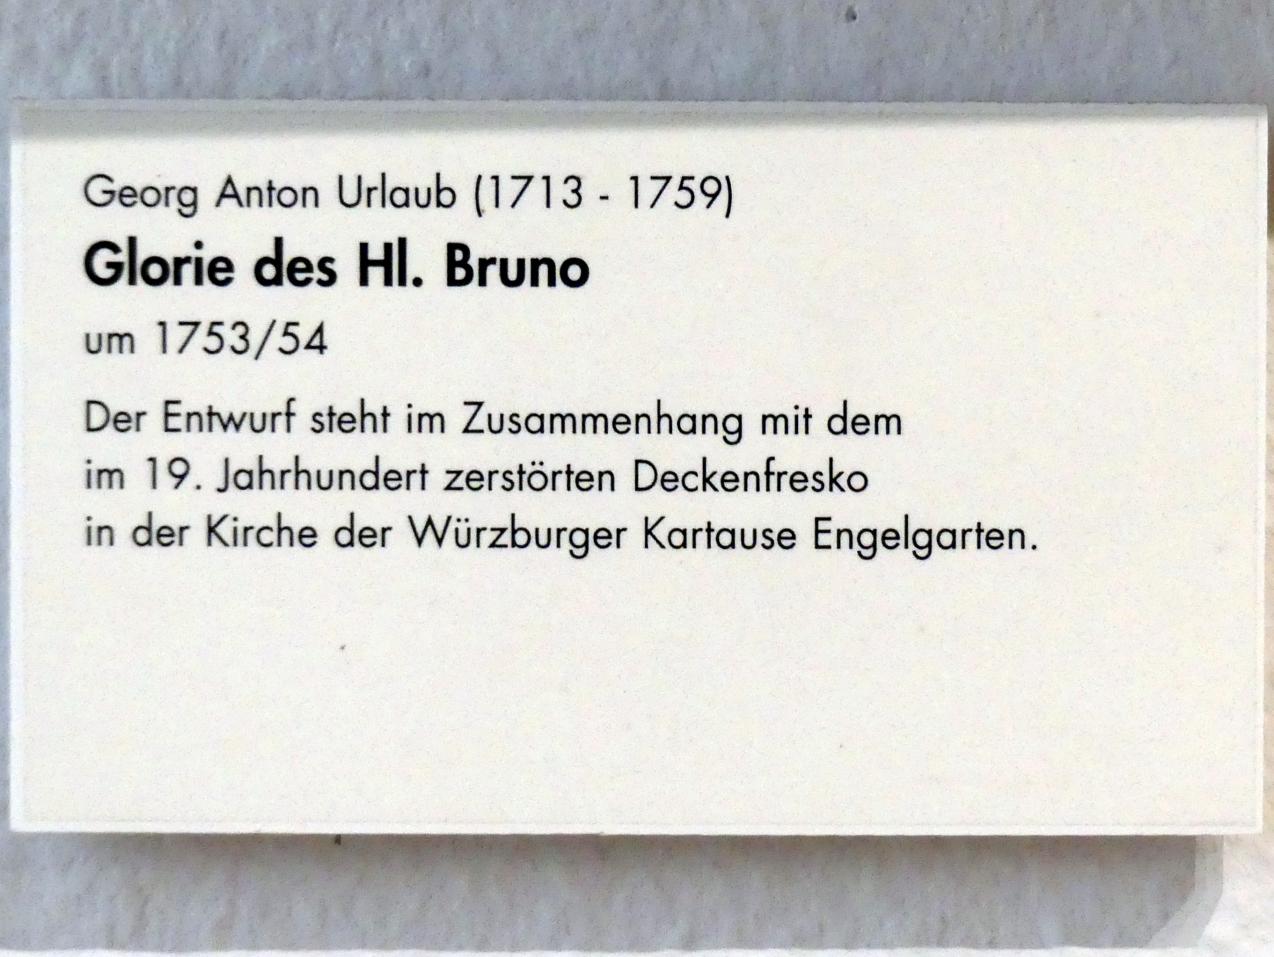 Georg Anton Urlaub (1713 - 1759)
Glorie des Hl. Bruno
um 1753/54
Der Entwurf steht im Zusammenhang mit dem
im 19. Jahrhundert zerstörten Deckenfresko
in der Kirche der Würzburger Kartause Engelgarten.